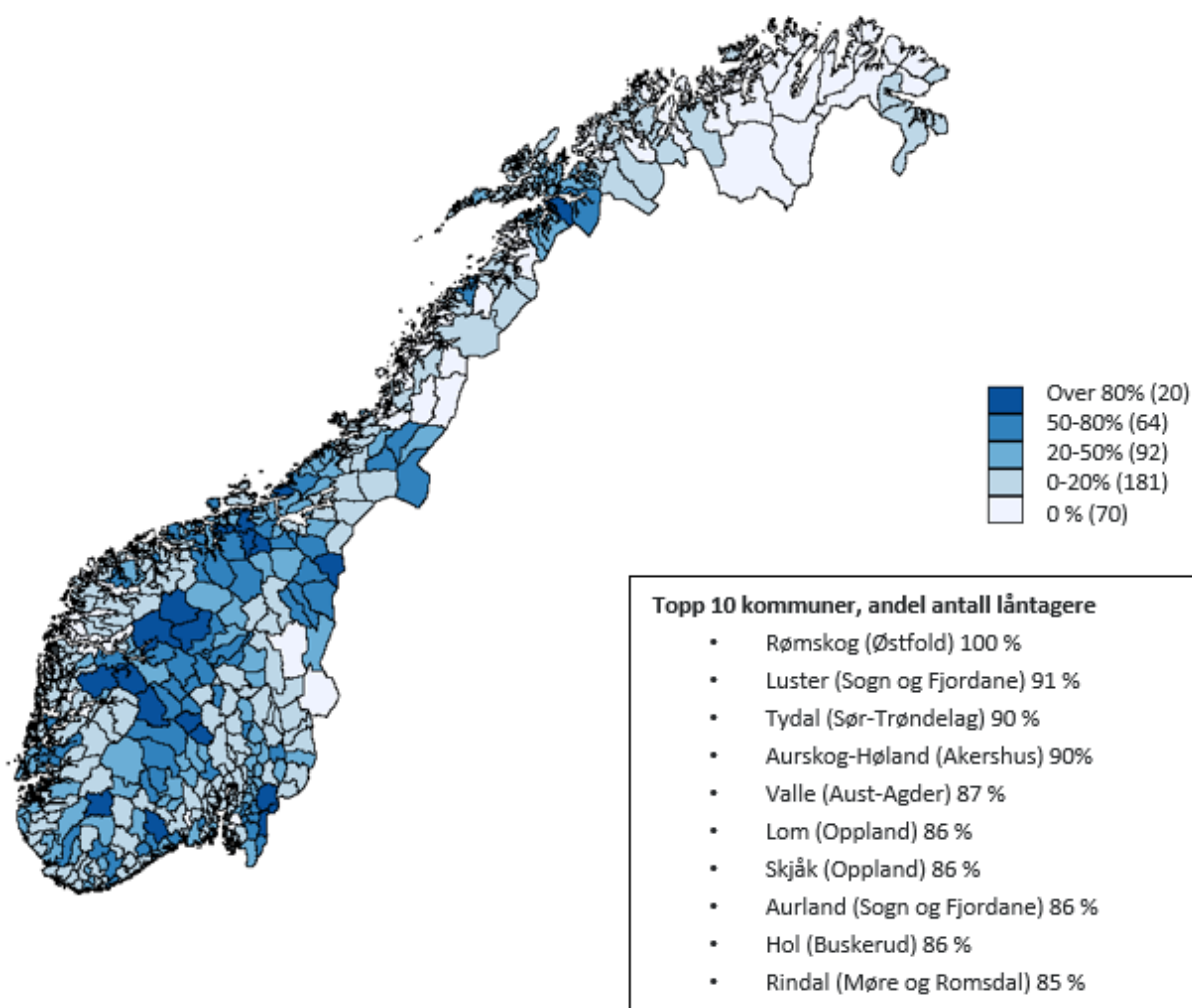 Over 80% (20)
50-80% (64)
20-50% (92)
0-20% (181)
0 % (70)
Topp 10 kommuner, andel antall låntagere
• Rømskog (Østfold) 100 %
• Luster (Sogn og Fjordane) 91 %
• Tydal (Sør-Trøndelag) 90 %
• Aurskog-Høland (Akershus) 90%
• Valle (Aust-Agder) 87 %
• Lom (Oppland) 86 %
• Skjåk (Oppland) 86 %
• Aurland (Sogn og Fjordane) 86 %
• Hol (Buskerud) 86 %
• Rindal (Møre og Romsdal) 85 %